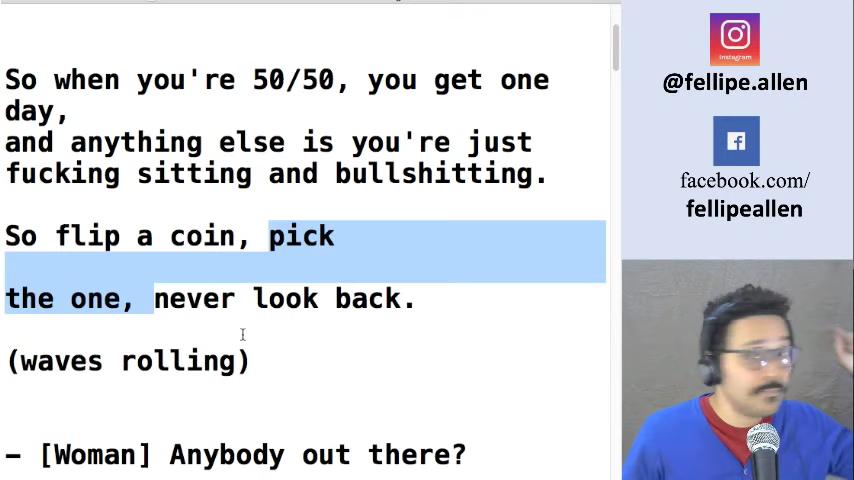 So when you're 50/50, you get one
day,
and anything else is you're just
fucking sitting and bullshitting.
So flip a coin, pick
the one, never look back.
(waves rolling)
- [Woman] Anybody out there?
Instagram
@fellipe.allen
facebook.com/
fellipeallen